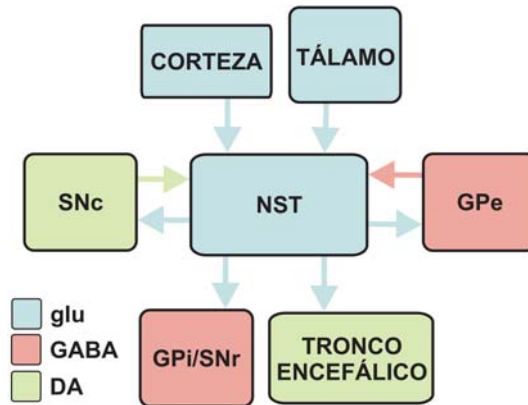 CORTEZA
TÁLAMO
SNc
NST
GPe
glu
GABA
DA
GPi/SNr
TRONCO
ENCEFÁLICO